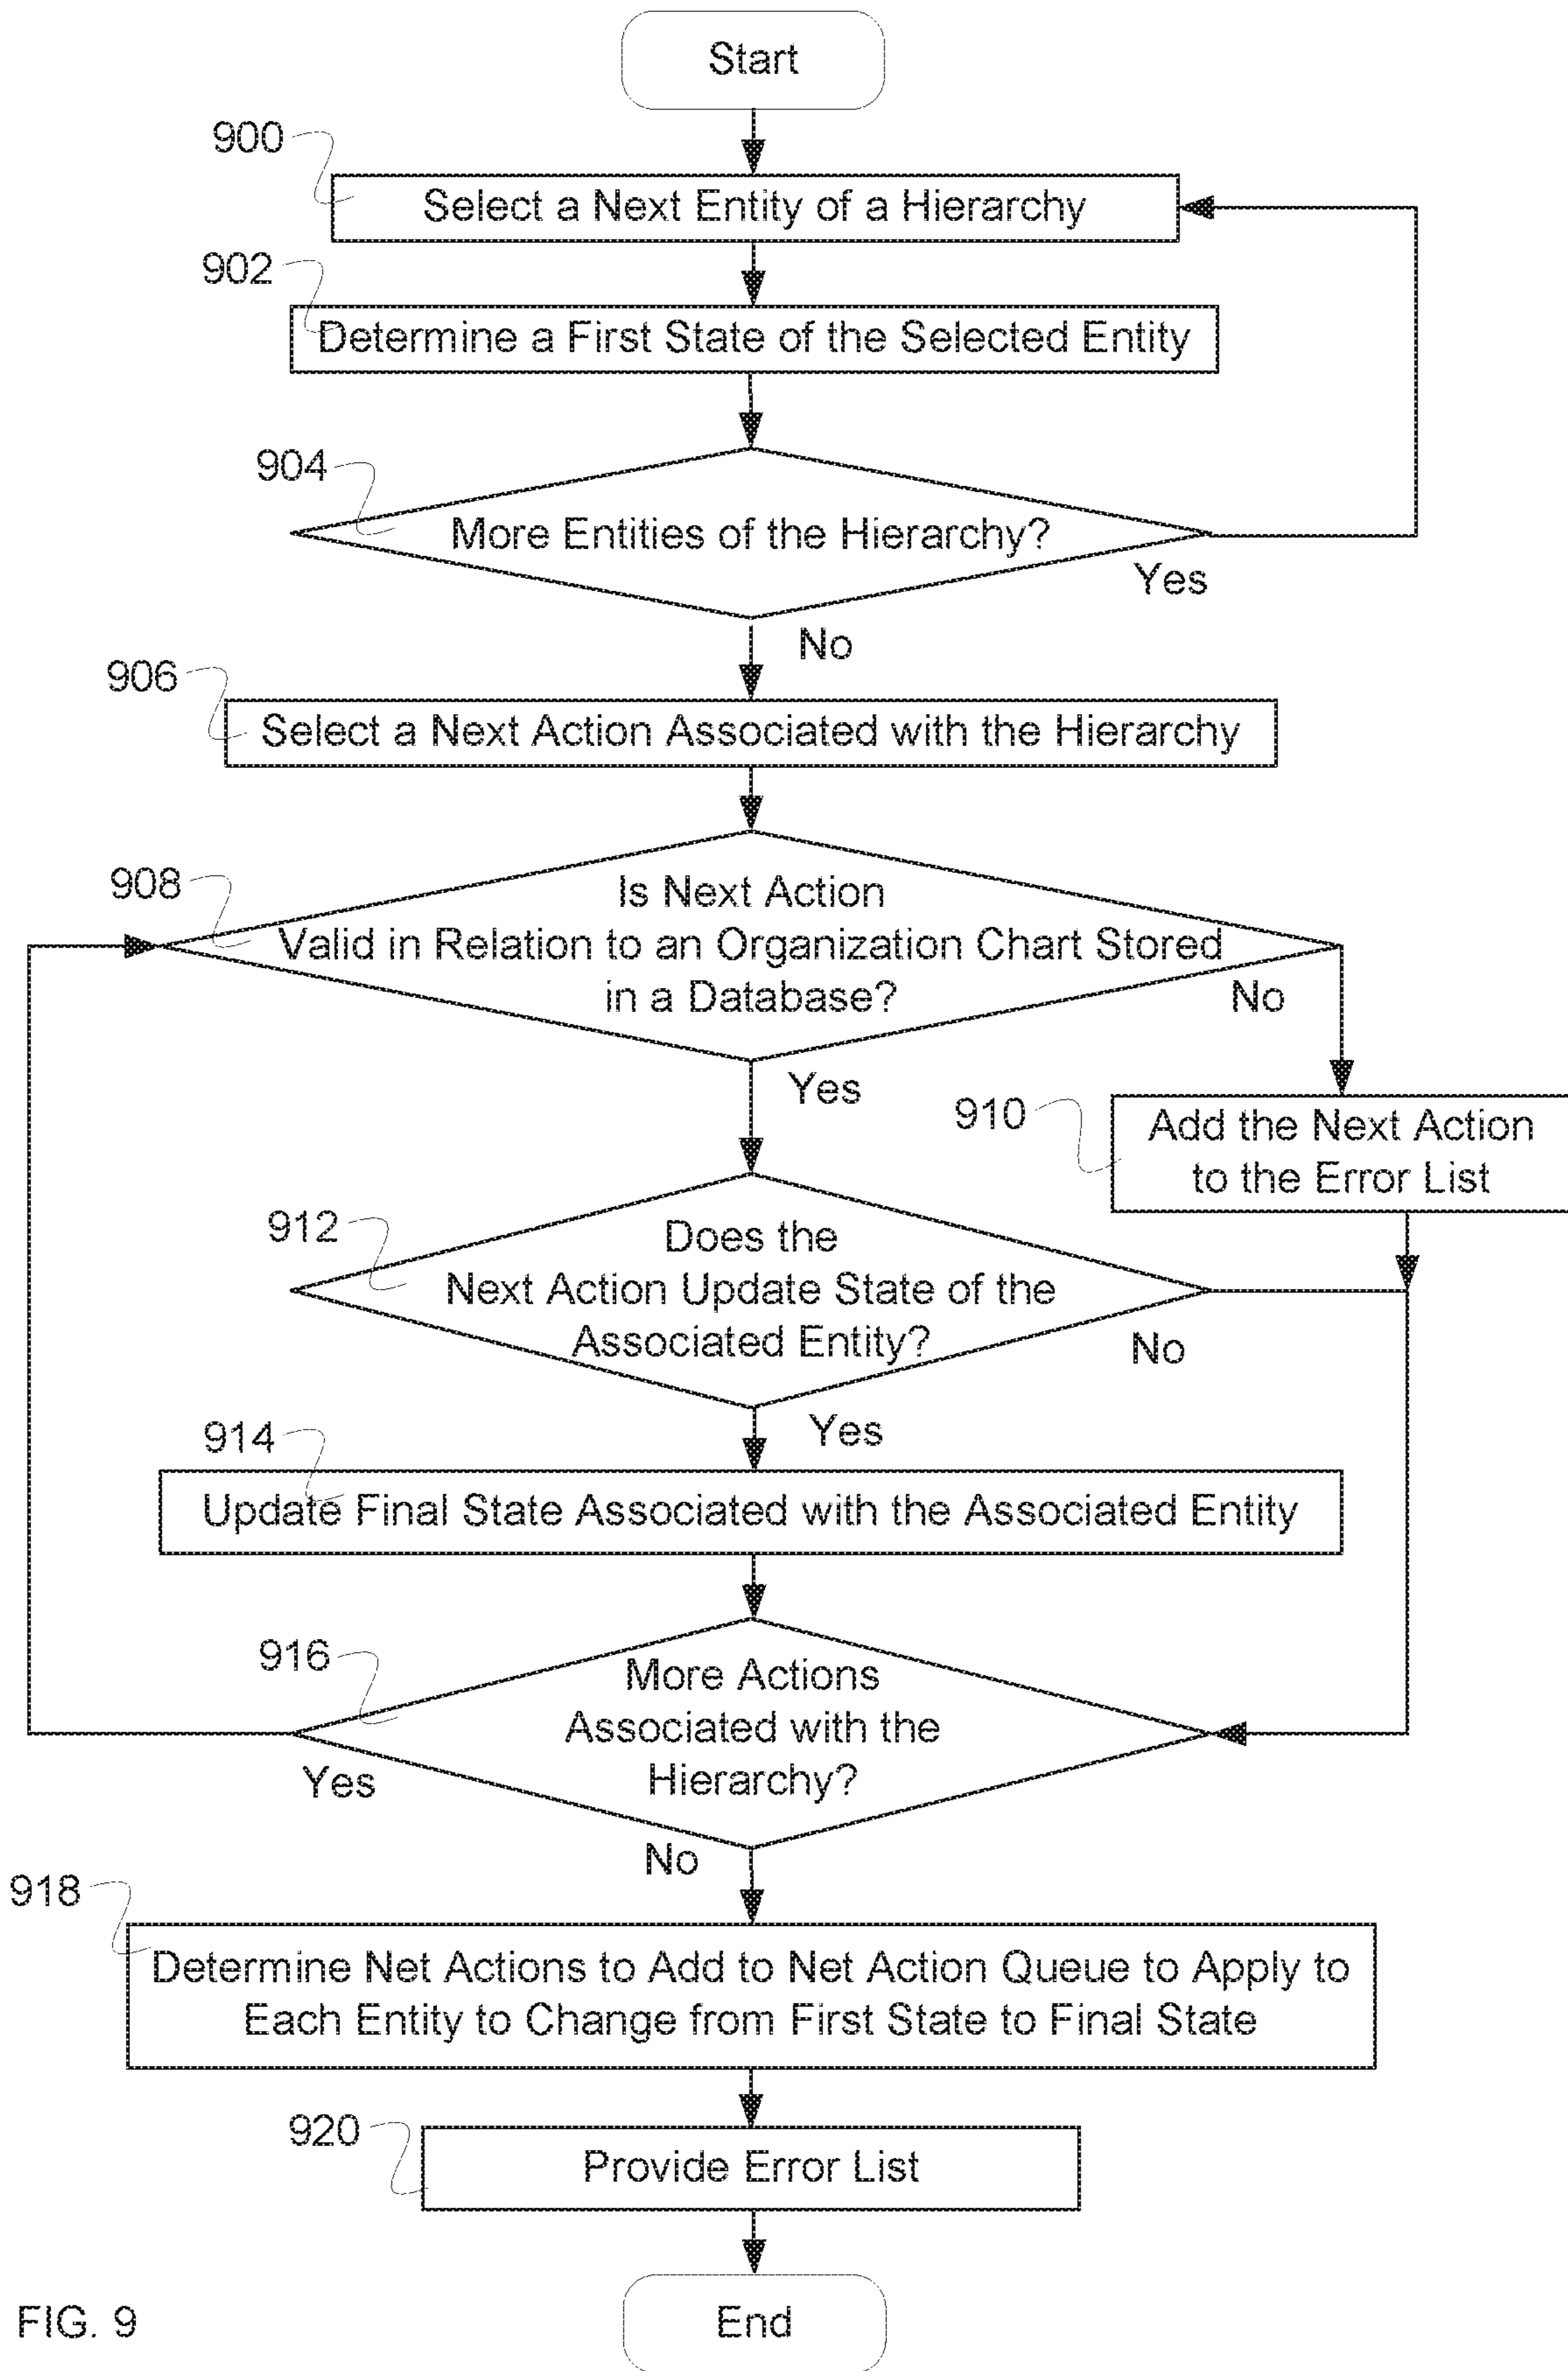 Start
900
Select a Next Entity of a Hierarchy
902
Determine a First State of the Selected Entity
904
More Entities of the Hierarchy?
Yes
No
906
Select a Next Action Associated with the Hierarchy
908
Is Next Action
Valid in Relation to an Organization Chart Stored
in a Database?
No
Yes
910
Add the Next Action
to the Error List
912
Does the
Next Action Update State of the
Associated Entity?
No
Yes
914
Update Final State Associated with the Associated Entity
916
More Actions
Associated with the
Hierarchy?
Yes
No
918
Determine Net Actions to Add to Net Action Queue to Apply to
Each Entity to Change from First State to Final State
920
Provide Error List
End
FIG. 9